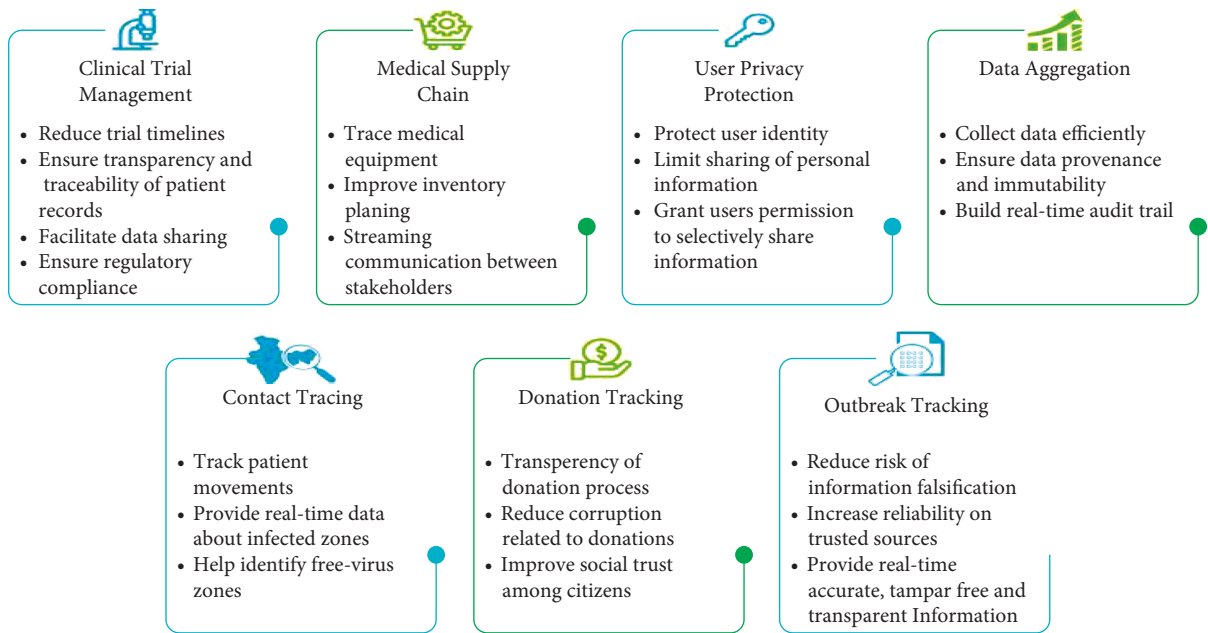 Clinical Trial
Management
• Reduce trial timelines
• Ensure transparency and
traceability of patient
records
• Facilitate data sharing
• Ensure regulatory
compliance
Medical Supply
Chain
• Trace medical
equipment
• Improve inventory
planing
• Streaming
communication between
stakeholders
User Privacy
Protection
• Protect user identity
• Limit sharing of personal
information
• Grant users permission
to selectively share
information
Data Aggregation
• Collect data efficiently
• Ensure data provenance
and immutability
• Build real-time audit trail
Contact Tracing
• Track patient
movements
• Provide real-time data
about infected zones
• Help identify free-virus
zones
$
Donation Tracking
• Transperency of
donation process
• Reduce corruption
related to donations
• Improve social trust
among citizens
Outbreak Tracking
• Reduce risk of
information falsification
• Increase reliability on
trusted sources
• Provide real-time
accurate, tampar free and
transparent Information